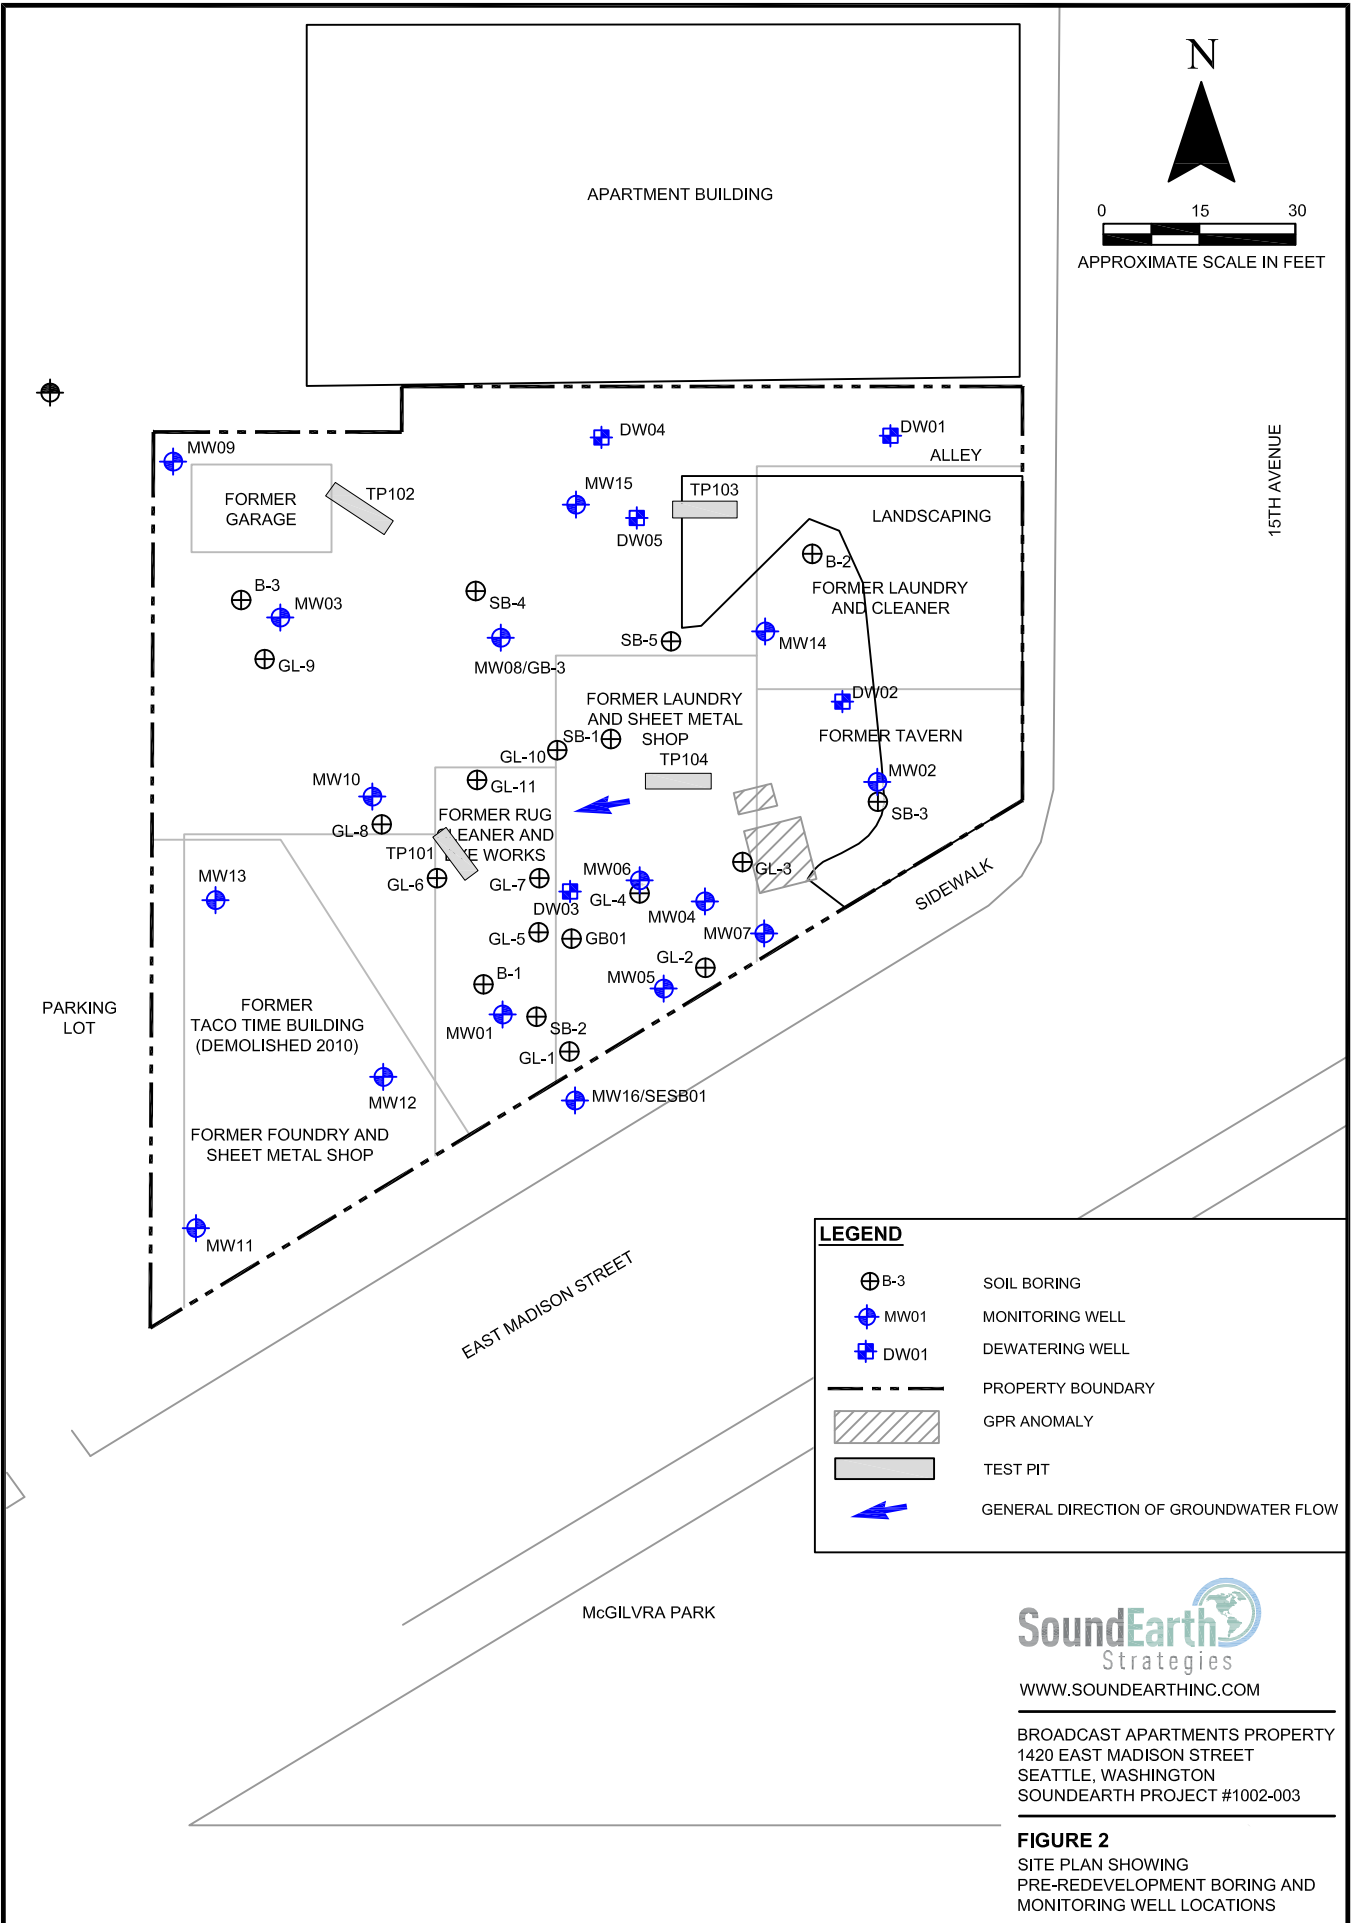 N
0 15 30
APPROXIMATE SCALE IN FEET
APARTMENT BUILDING
15TH AVENUE
MW09
DW04
DW01
ALLEY
FORMER
GARAGE
TP102
MW15
DW05
TP103
LANDSCAPING
B-2
FORMER LAUNDRY
AND CLEANER
B-3
MW03
GL-9
SB-4
MW08/GB-3
SB-5
MW14
DW02
FORMER LAUNDRY
AND SHEET METAL
SHOP
FORMER TAVERN
SB-1
GL-10
TP104
MW02
SB-3
GL-11
MW10
GL-8
FORMER RUG
CLEANER AND
DYE WORKS
TP101
GL-6
GL-7
MW06
GL-4
GL-3
DW03
MW04
MW13
SIDEWALK
GL-5
GB01
MW07
GL-2
B-1
MW05
MW01
SB-2
GL-1
PARKING
LOT
FORMER
TACO TIME BUILDING
(DEMOLISHED 2010)
MW12
MW16/SESB01
FORMER FOUNDRY AND
SHEET METAL SHOP
MW11
EAST MADISON STREET
McGILVRA PARK
LEGEND
B-3 SOIL BORING
MW01 MONITORING WELL
DW01 DEWATERING WELL
PROPERTY BOUNDARY
GPR ANOMALY
TEST PIT
GENERAL DIRECTION OF GROUNDWATER FLOW
SoundEarth
Strategies
WWW.SOUNDEARTHINC.COM
BROADCAST APARTMENTS PROPERTY
1420 EAST MADISON STREET
SEATTLE, WASHINGTON
SOUNDEARTH PROJECT #1002-003
FIGURE 2
SITE PLAN SHOWING
PRE-REDEVELOPMENT BORING AND
MONITORING WELL LOCATIONS